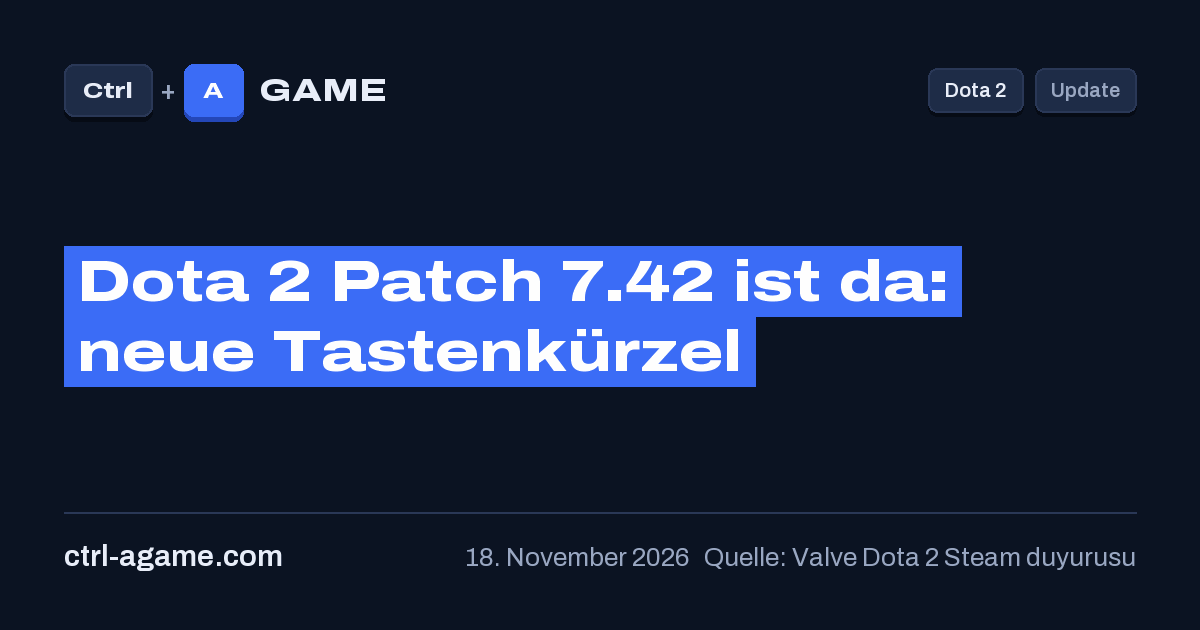 Ctrl + A GAME
Dota 2 Update
Dota 2 Patch 7.42 ist da:
neue Tastenkürzel
ctrl-agame.com
18. November 2026 Quelle: Valve Dota 2 Steam duyurusu